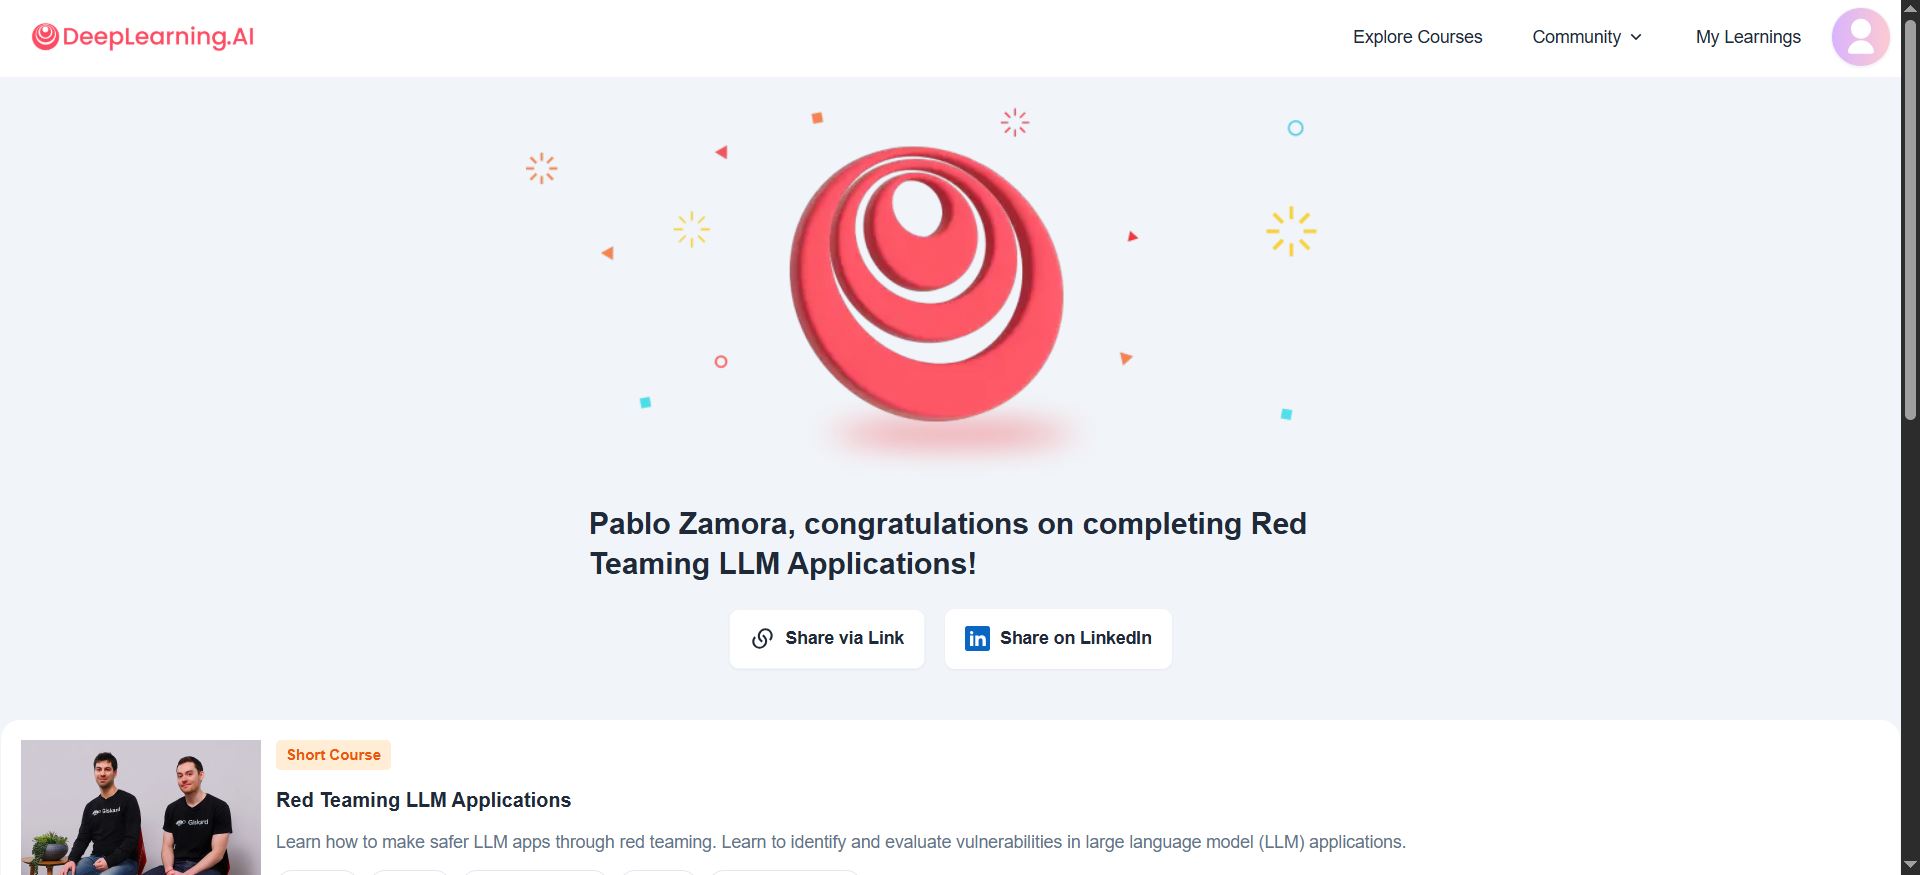 DeepLearning.AI
Explore Courses
Community
My Learnings
Pablo Zamora, congratulations on completing Red
Teaming LLM Applications!
Share via Link
in Share on LinkedIn
Short Course
Red Teaming LLM Applications
Learn how to make safer LLM apps through red teaming. Learn to identify and evaluate vulnerabilities in large language model (LLM) applications.
Giskard
Giskard